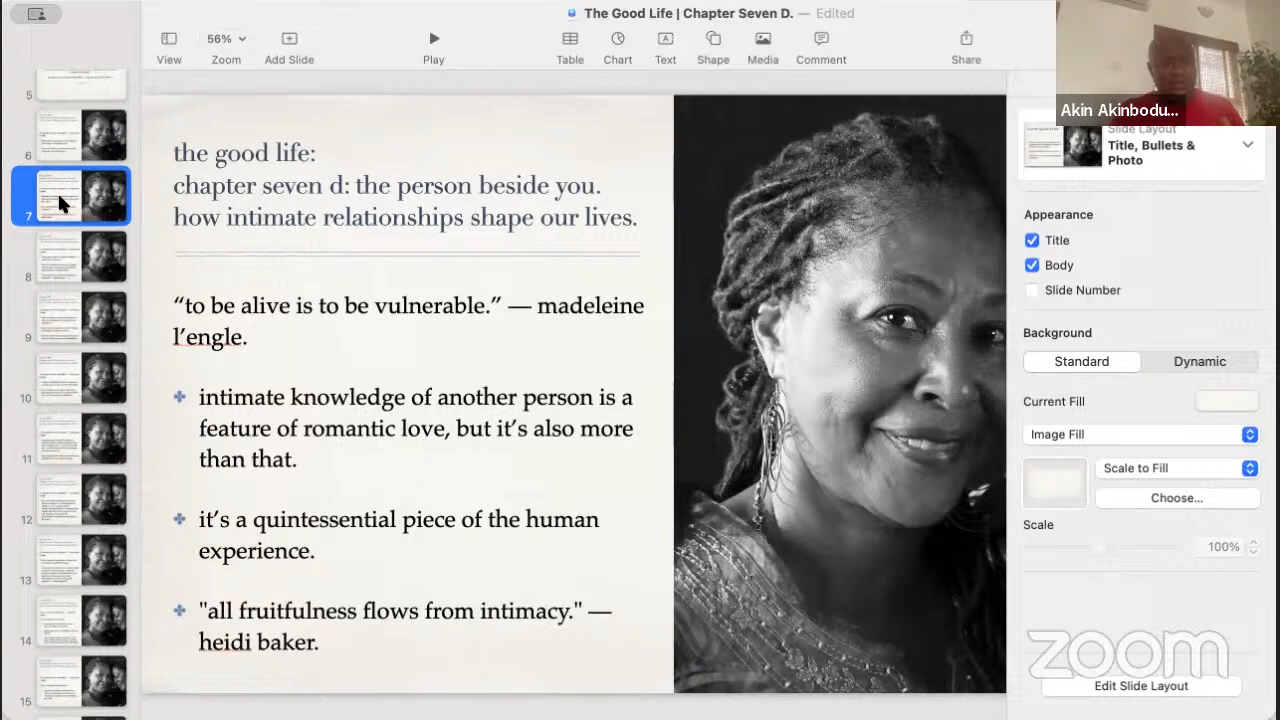 The Good Life | Chapter Seven D. — Edited
View
56%
Zoom
Add Slide
Play
Table
Chart
Text
Shape
Media
Comment
Share
Akin Akinbodu...
5
6
7
8
9
10
11
12
13
14
15
the good life:
chapter seven d: the person beside you.
how intimate relationships shape our lives.
“to be alive is to be vulnerable.” — madeleine
l’engle.
intimate knowledge of another person is a
feature of romantic love, but it’s also more
than that.
it’s a quintessential piece of the human
experience.
"all fruitfulness flows from intimacy." —
heidi baker.
Slide Layout
Title, Bullets &
Photo
Appearance
Title
Body
Slide Number
Background
Standard
Dynamic
Current Fill
Image Fill
Scale to Fill
Choose...
Scale
100%
zoom
Edit Slide Layout